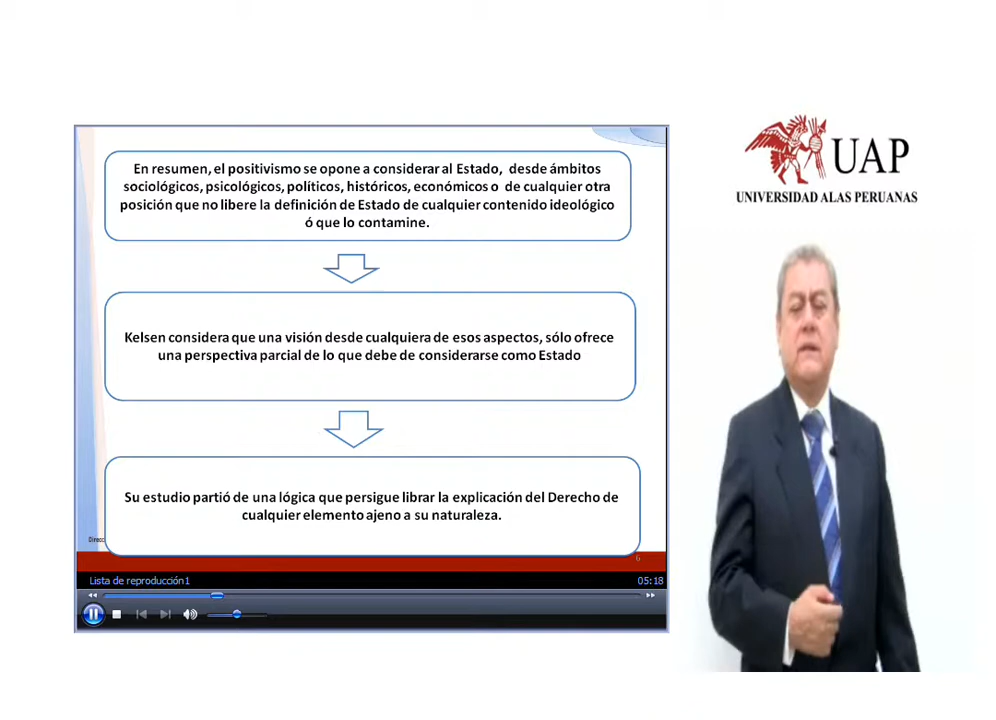 En resumen, el positivismo se opone a considerar al Estado, desde ámbitos
sociológicos, psicológicos, políticos, históricos, económicos o de cualquier otra
posición que no libere la definición de Estado de cualquier contenido ideológico
ó que lo contamine.
Kelsen considera que una visión desde cualquiera de esos aspectos, sólo ofrece
una perspectiva parcial de lo que debe de considerarse como Estado
Su estudio partió de una lógica que persigue librar la explicación del Derecho de
cualquier elemento ajeno a su naturaleza.
Direcc
6
Lista de reproducción1
05:18
UAP
UNIVERSIDAD ALAS PERUANAS